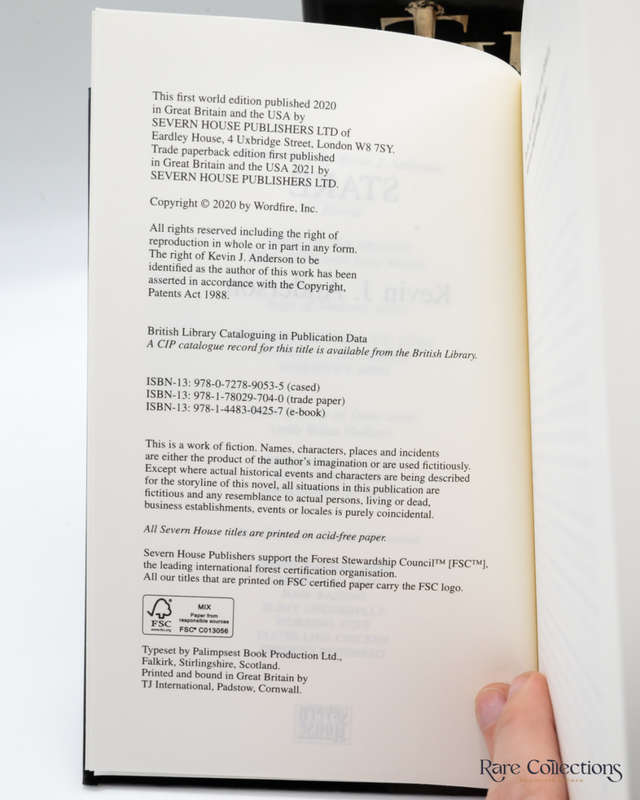 This first world edition published 2020
in Great Britain and the USA by
SEVERN HOUSE PUBLISHERS LTD of
Eardley House, 4 Uxbridge Street, London W8 7SY.
Trade paperback edition first published
in Great Britain and the USA 2021 by
SEVERN HOUSE PUBLISHERS LTD.
Copyright © 2020 by Wordfire, Inc.
All rights reserved including the right of
reproduction in whole or in part in any form.
The right of Kevin J. Anderson to be
identified as the author of this work has been
asserted in accordance with the Copyright,
Patents Act 1988.
British Library Cataloguing in Publication Data
A CIP catalogue record for this title is available from the British Library.
ISBN-13: 978-0-7278-9053-5 (cased)
ISBN-13: 978-1-78029-704-0 (trade paper)
ISBN-13: 978-1-4483-0425-7 (e-book)
This is a work of fiction. Names, characters, places and incidents
are either the product of the author's imagination or are used fictitiously.
Except where actual historical events and characters are being described
for the storyline of this novel, all situations in this publication are
fictitious and any resemblance to actual persons, living or dead,
business establishments, events or locales is purely coincidental.
All Severn House titles are printed on acid-free paper.
Severn House Publishers support the Forest Stewardship Council™ [FSC™],
the leading international forest certification organisation.
All our titles that are printed on FSC certified paper carry the FSC logo.
FSC
www.fsc.org
MIX
Paper from
responsible sources
FSC® C013056
Typeset by Palimpsest Book Production Ltd.,
Falkirk, Stirlingshire, Scotland.
Printed and bound in Great Britain by
TJ International, Padstow, Cornwall.
Rare Collections